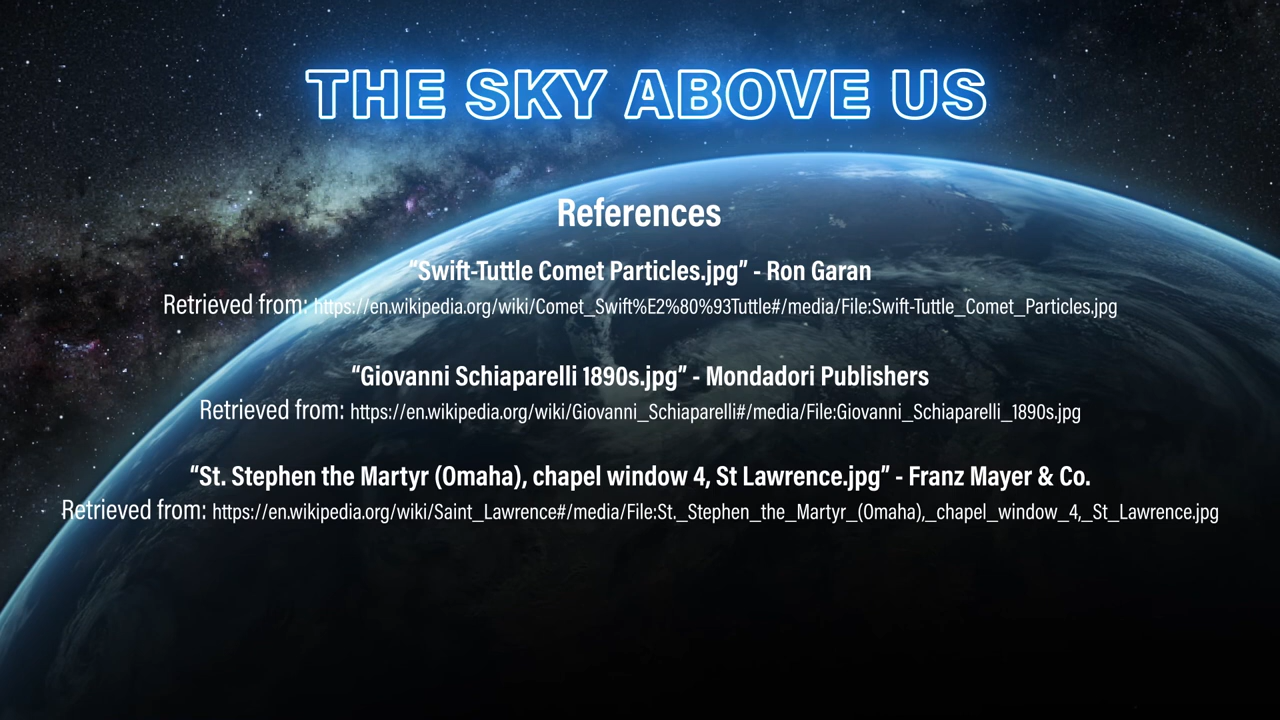 THE SKY ABOVE US
References
“Swift-Tuttle Comet Particles.jpg” - Ron Garan
Retrieved from: https://en.wikipedia.org/wiki/Comet_Swift%E2%80%93Tuttle#/media/File:Swift-Tuttle_Comet_Particles.jpg
“Giovanni Schiaparelli 1890s.jpg” - Mondadori Publishers
Retrieved from: https://en.wikipedia.org/wiki/Giovanni_Schiaparelli#/media/File:Giovanni_Schiaparelli_1890s.jpg
“St. Stephen the Martyr (Omaha), chapel window 4, St Lawrence.jpg” - Franz Mayer & Co.
Retrieved from: https://en.wikipedia.org/wiki/Saint_Lawrence#/media/File:St._Stephen_the_Martyr_(Omaha),_chapel_window_4,_St_Lawrence.jpg